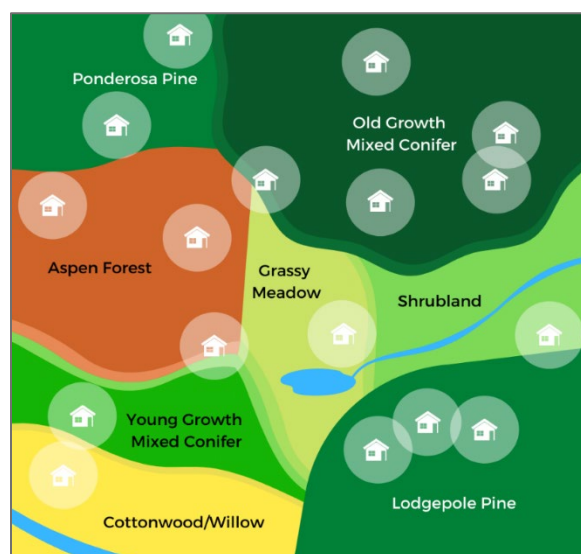 Ponderosa Pine
Old Growth
Mixed Conifer
Aspen Forest
Grassy
Meadow
Shrubland
Young Growth
Mixed Conifer
Lodgepole Pine
Cottonwood/Willow